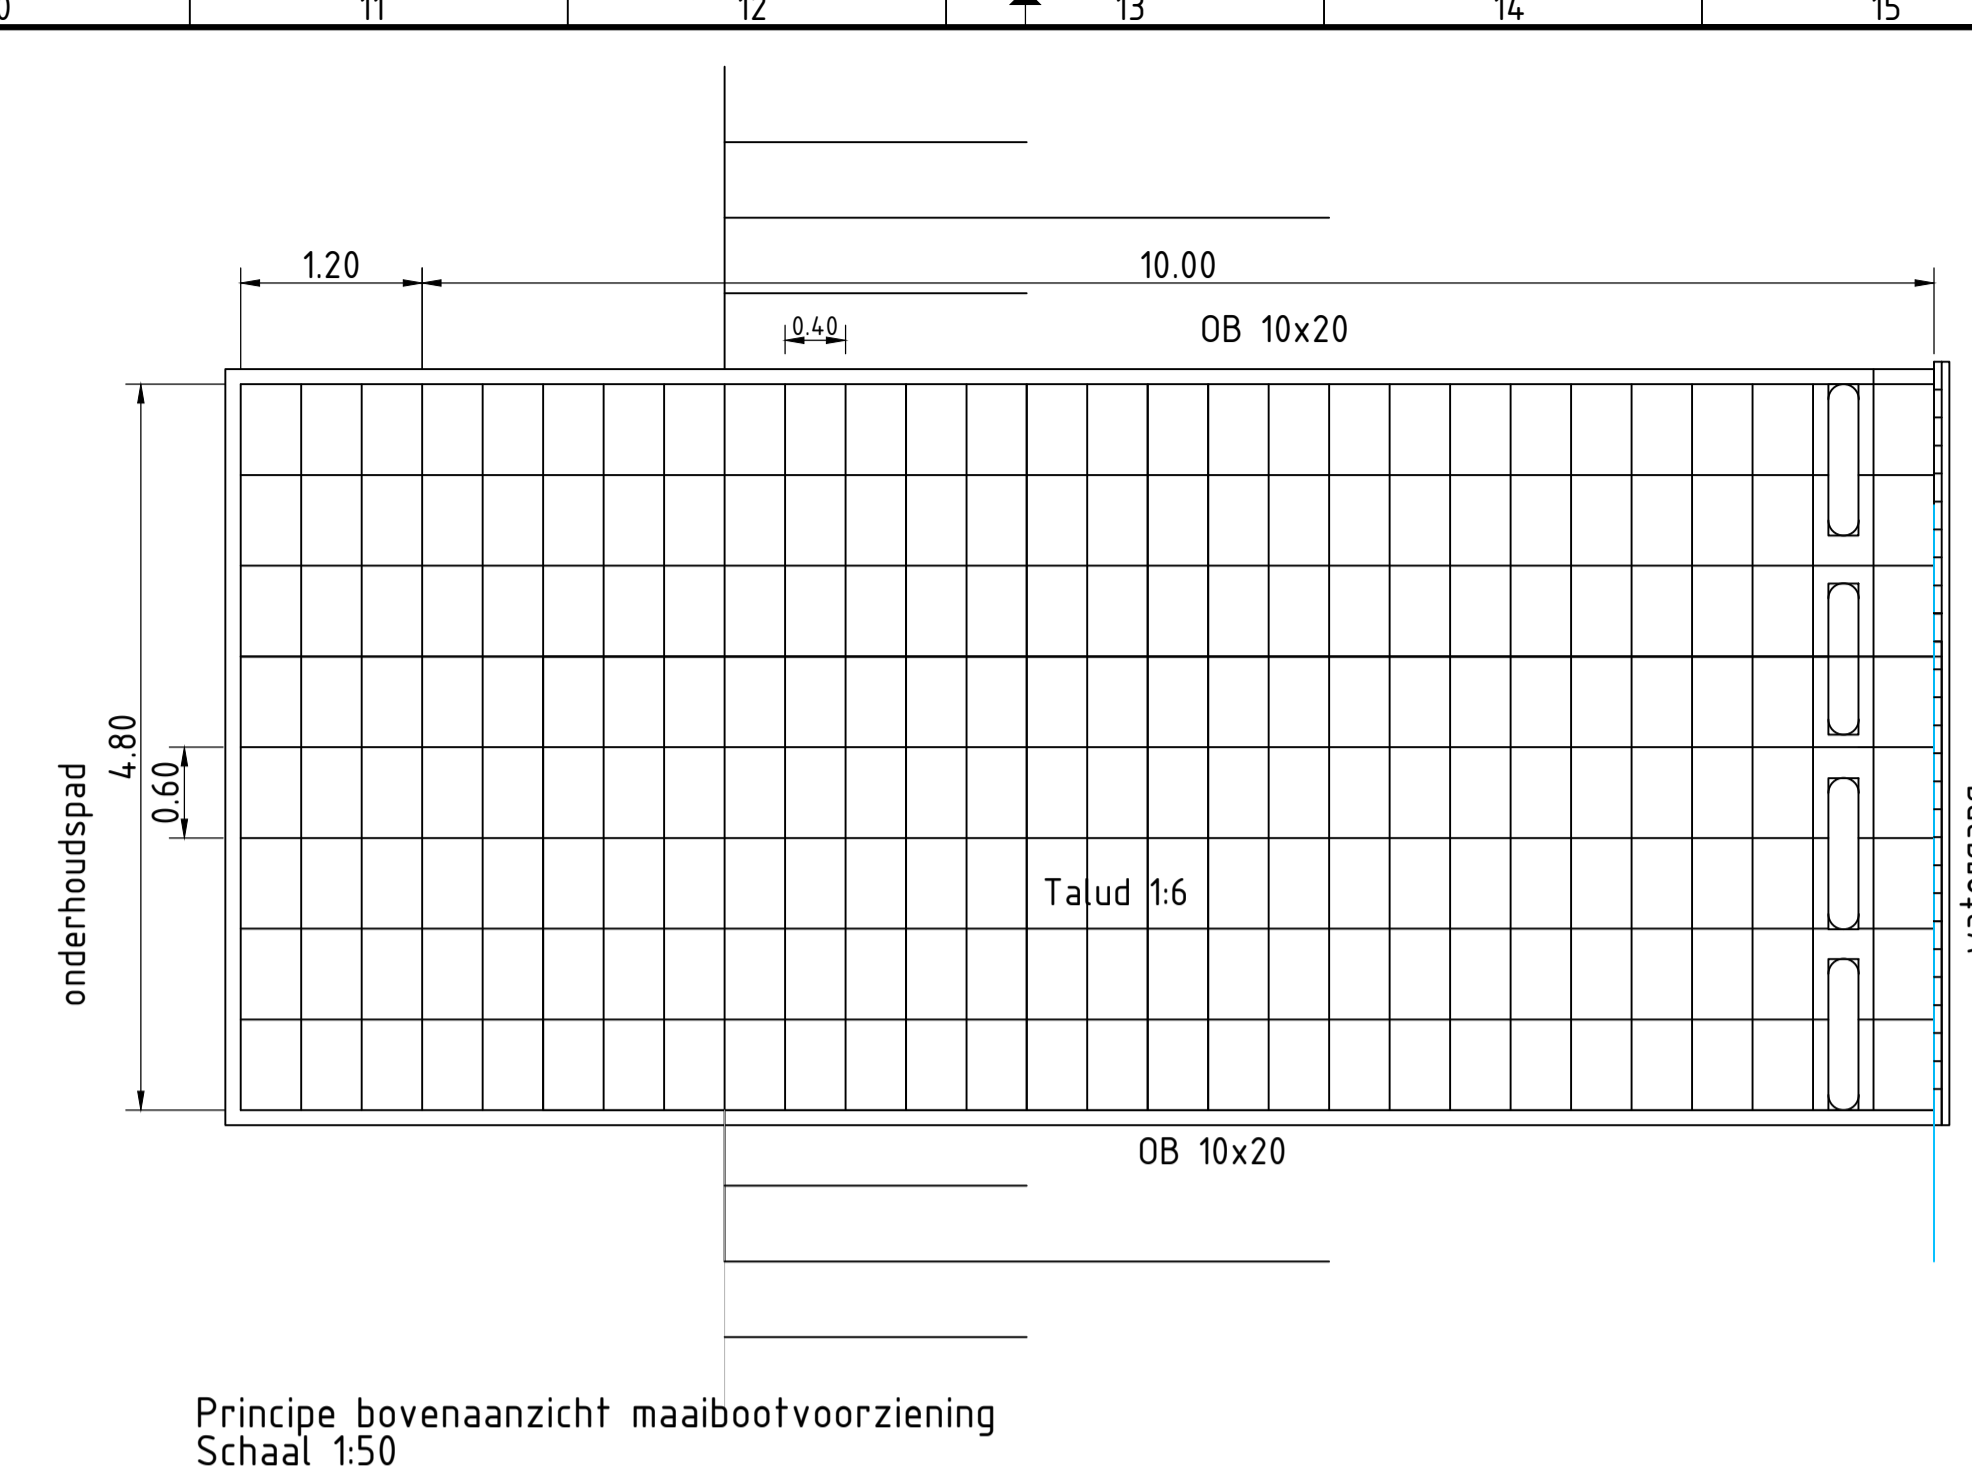 11 12 13 14 15
1.20 10.00
0.40
OB 10x20
4.80
0.60
onderhoudspad
Talud 1:6
OB 10x20
Principe bovenaanzicht maaibootvoorziening
Schaal 1:50